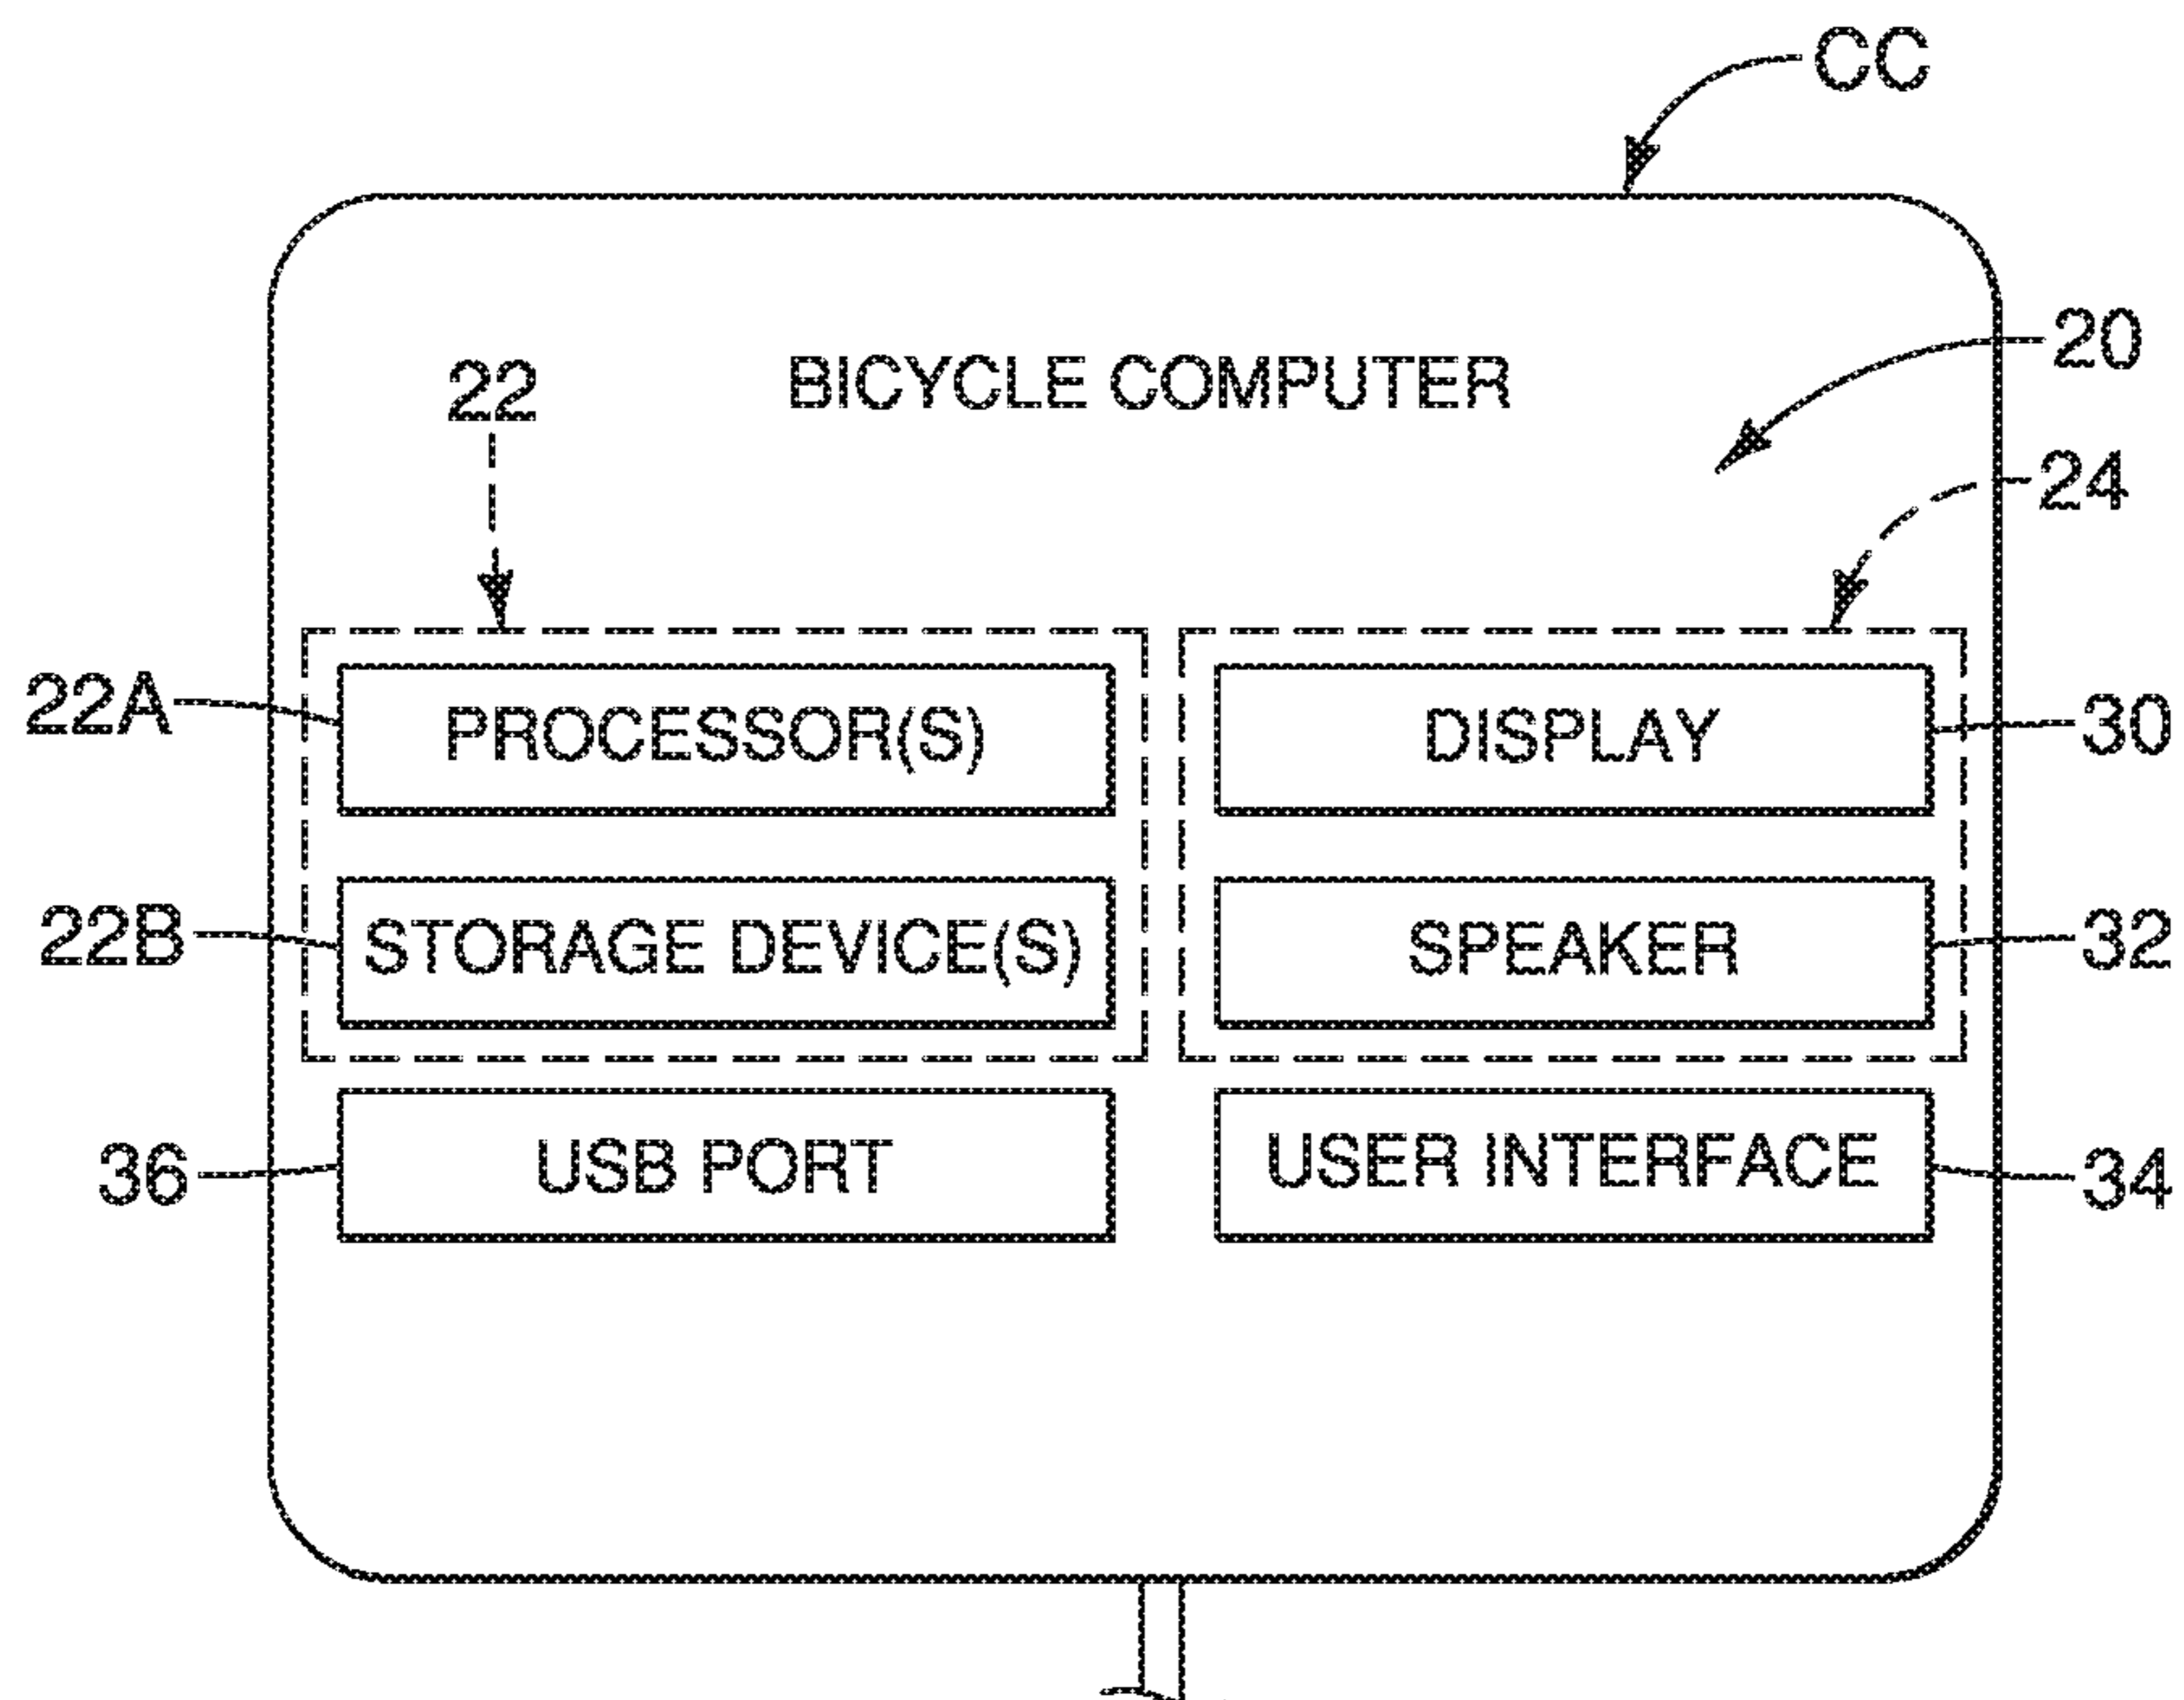 CC
BICYCLE COMPUTER
20
22
24
22A
PROCESSOR(S)
DISPLAY
30
22B
STORAGE DEVICE(S)
SPEAKER
32
36
USB PORT
USER INTERFACE
34